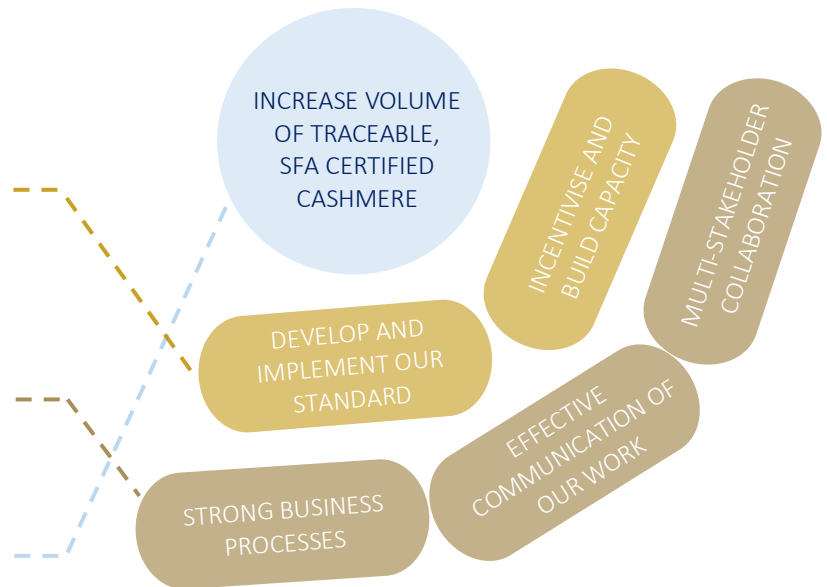 INCREASE VOLUME
OF TRACEABLE,
SFA CERTIFIED
CASHMERE
INCENTIVISE AND
BUILD CAPACITY
MULTI-STAKEHOLDER
COLLABORATION
DEVELOP AND
IMPLEMENT OUR
STANDARD
EFFECTIVE
COMMUNICATION OF
OUR WORK
STRONG BUSINESS
PROCESSES